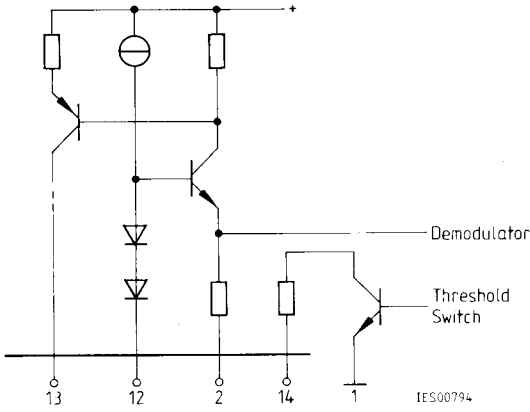 +
Demodulator
Threshold
Switch
13 12 2 14 1 IES00794